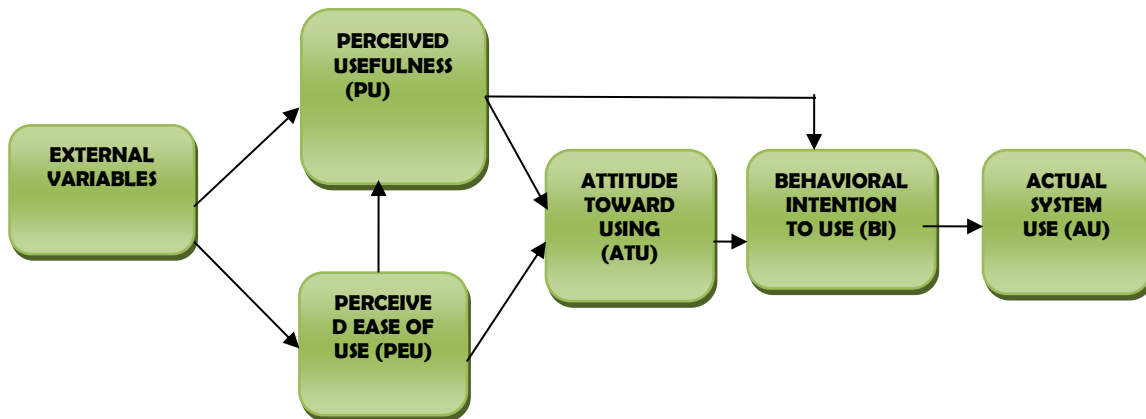 PERCEIVED
USEFULNESS
(PU)
EXTERNAL
VARIABLES
ATTITUDE
TOWARD
USING
(ATU)
BEHAVIORAL
INTENTION
TO USE (BI)
ACTUAL
SYSTEM
USE (AU)
PERCEIVE
D EASE OF
USE (PEU)